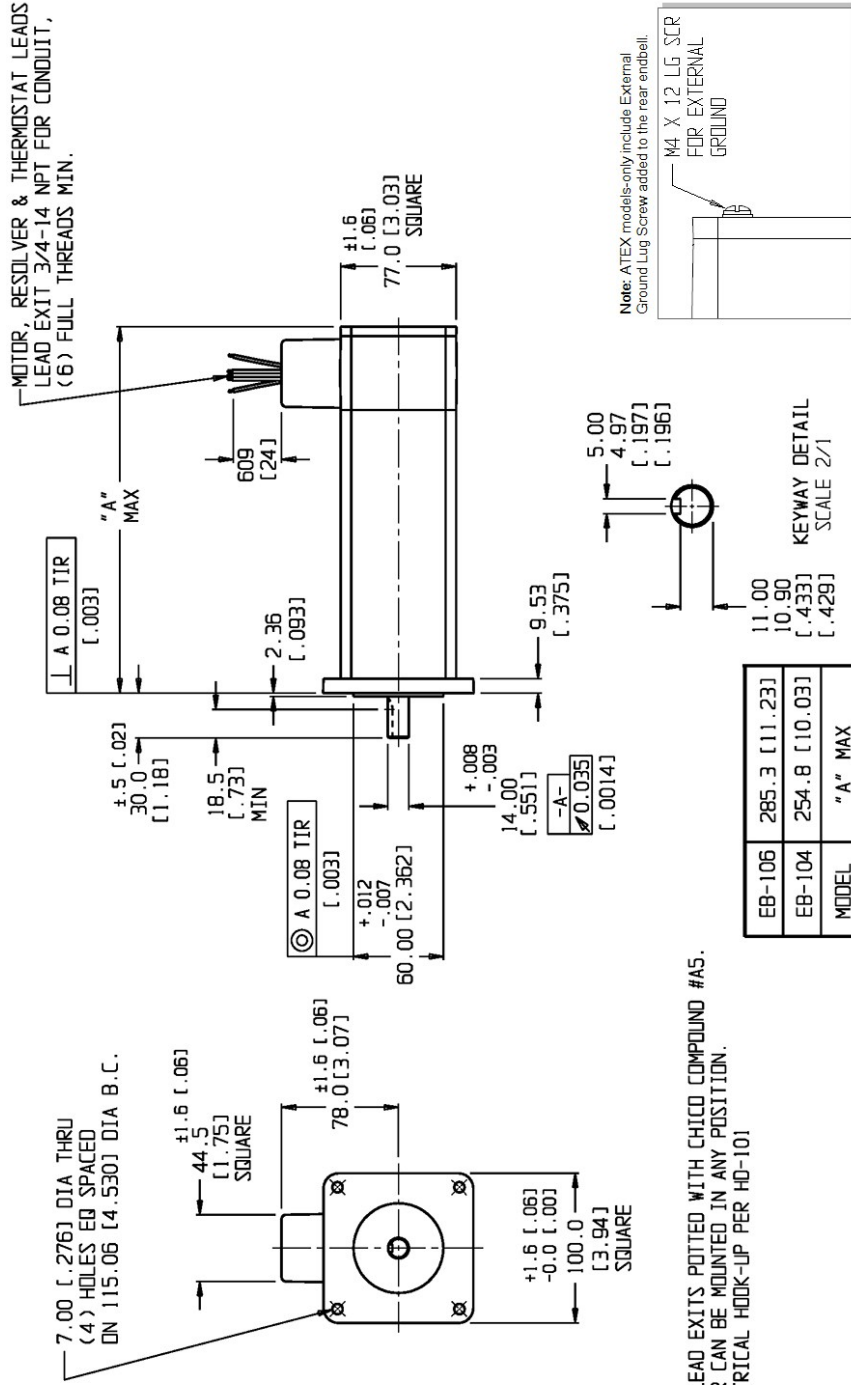 MOTOR, RESOLVER & THERMOSTAT LEADS
LEAD EXIT 3/4-14 NPT FOR CONDUIT,
(6) FULL THREADS MIN.
7.00 [.276] DIA THRU
(4) HOLES EQ SPACED
ON 115.06 [4.530] DIA B.C.
±1.6 [.06]
44.5
[1.75]
SQUARE
±1.6 [.06]
78.0 [3.07]
+1.6 [.06]
-0.0 [.00]
100.0
[3.94]
SQUARE
⊥ A 0.08 TIR
[.003]
"A"
MAX
±.5 [.02]
30.0
[1.18]
18.5
[.73]
MIN
2.36
[.093]
609
[24]
±1.6
[.06]
77.0 [3.03]
SQUARE
◎ A 0.08 TIR
[.003]
+.012
-.007
60.00 [2.362]
+.008
-.003
14.00
[.551]
-A-
↗ 0.035
[.0014]
9.53
[.375]
Note: ATEX models-only include External
Ground Lug Screw added to the rear endbell.
M4 X 12 LG SCR
FOR EXTERNAL
GROUND
5.00
4.97
[.197]
[.196]
11.00
10.90
[.433]
[.429]
KEYWAY DETAIL
SCALE 2/1
EB-106 285.3 [11.23]
EB-104 254.8 [10.03]
MODEL "A" MAX
LEAD EXITS POTTED WITH CHICO COMPOUND #A5.
R CAN BE MOUNTED IN ANY POSITION.
TRICAL HOOK-UP PER HD-101